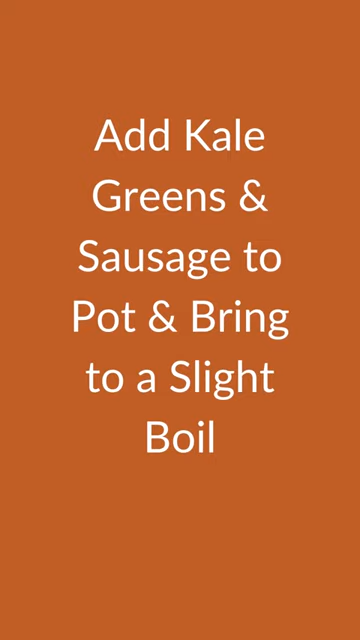 Add Kale
Greens &
Sausage to
Pot & Bring
to a Slight
Boil